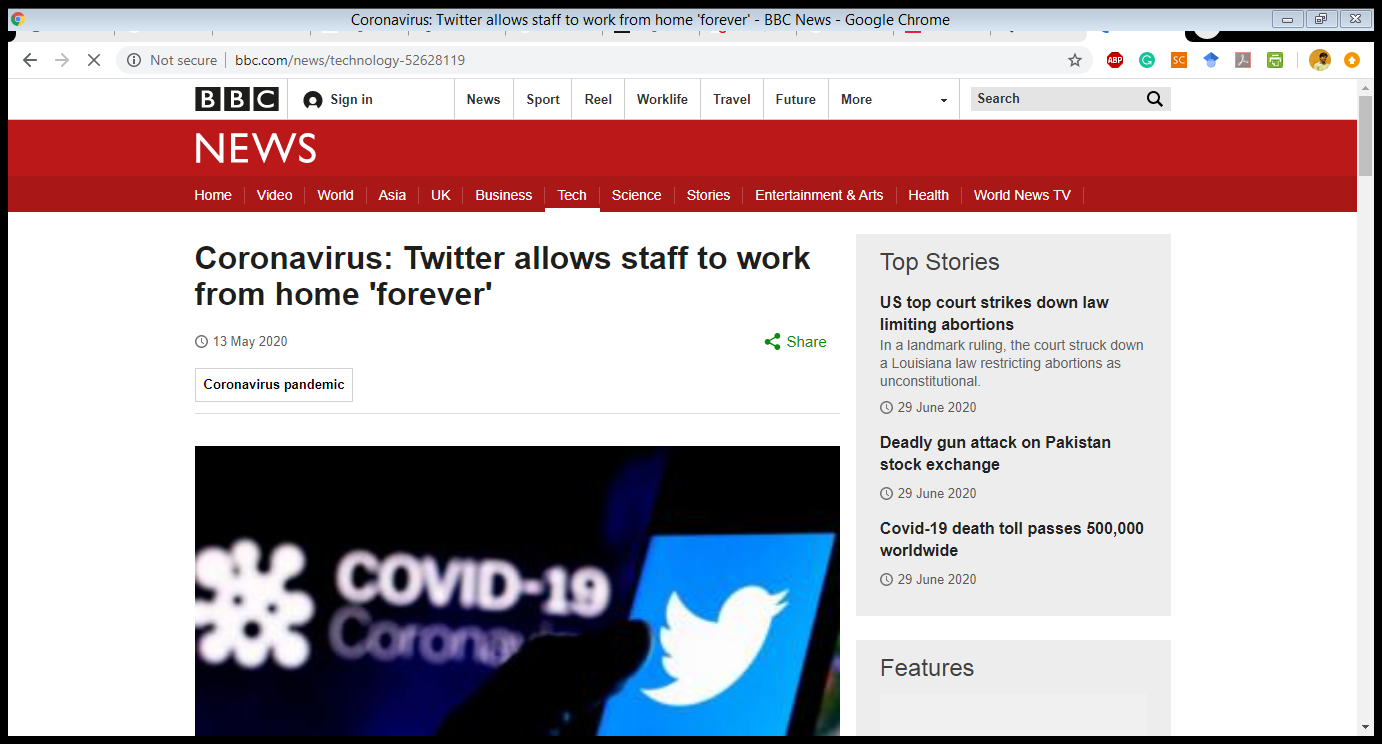 Coronavirus: Twitter allows staff to work from home 'forever' - BBC News - Google Chrome
Not secure | bbc.com/news/technology-52628119
ABP
SC
BBC
Sign in
News Sport Reel Worklife Travel Future More
Search
NEWS
Home Video World Asia UK Business Tech Science Stories Entertainment & Arts Health World News TV
Coronavirus: Twitter allows staff to work
from home 'forever'
13 May 2020
Share
Coronavirus pandemic
COVID-19
Top Stories
US top court strikes down law
limiting abortions
In a landmark ruling, the court struck down
a Louisiana law restricting abortions as
unconstitutional.
29 June 2020
Deadly gun attack on Pakistan
stock exchange
29 June 2020
Covid-19 death toll passes 500,000
worldwide
29 June 2020
Features